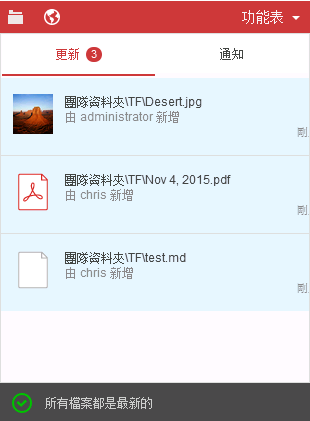 功能表
更新 3
通知
團隊資料夾\TF\Desert.jpg
由 administrator 新增
剛
團隊資料夾\TF\Nov 4, 2015.pdf
由 chris 新增
剛
團隊資料夾\TF\test.md
由 chris 新增
剛
所有檔案都是最新的